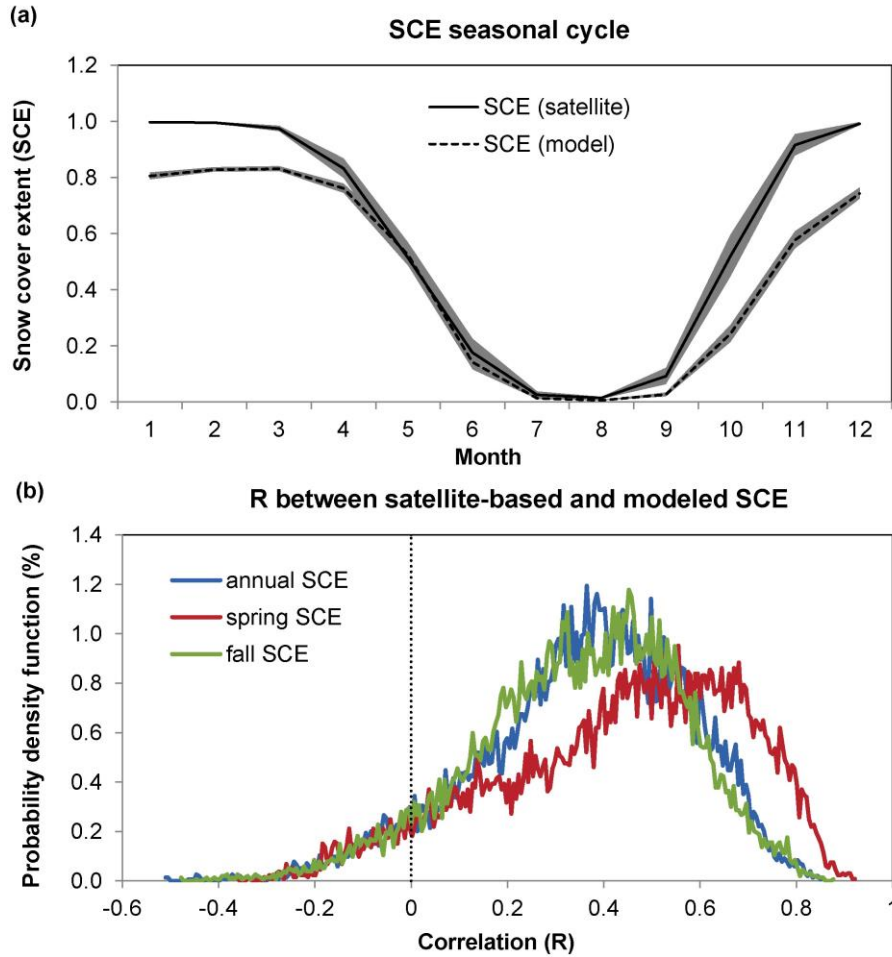 (a)
SCE seasonal cycle
1.2
1.0
0.8
0.6
0.4
0.2
0.0
Snow cover extent (SCE)
SCE (satellite)
SCE (model)
1 2 3 4 5 6 7 8 9 10 11 12
Month
(b)
R between satellite-based and modeled SCE
1.4
1.2
1.0
0.8
0.6
0.4
0.2
0.0
Probability density function (%)
annual SCE
spring SCE
fall SCE
-0.6 -0.4 -0.2 0 0.2 0.4 0.6 0.8 1
Correlation (R)